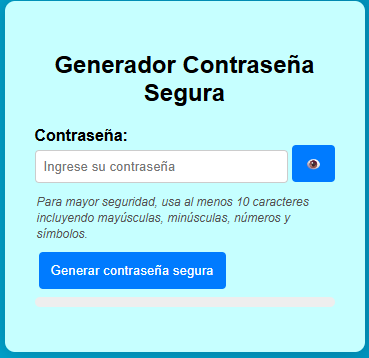 Generador Contraseña
Segura
Contraseña:
Ingrese su contraseña
Para mayor seguridad, usa al menos 10 caracteres
incluyendo mayúsculas, minúsculas, números y
símbolos.
Generar contraseña segura